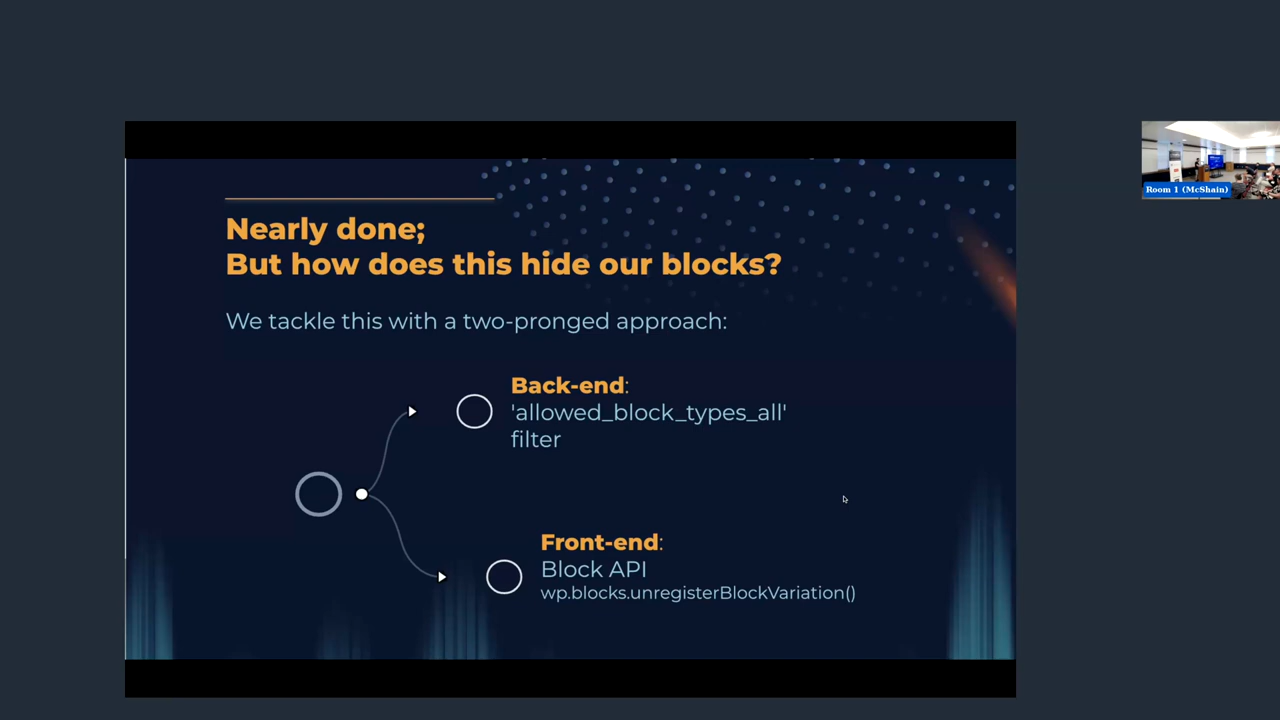 Nearly done;
But how does this hide our blocks?
We tackle this with a two-pronged approach:
Back-end:
'allowed_block_types_all'
filter
Front-end:
Block API
wp.blocks.unregisterBlockVariation()
Room 1 (McShain)